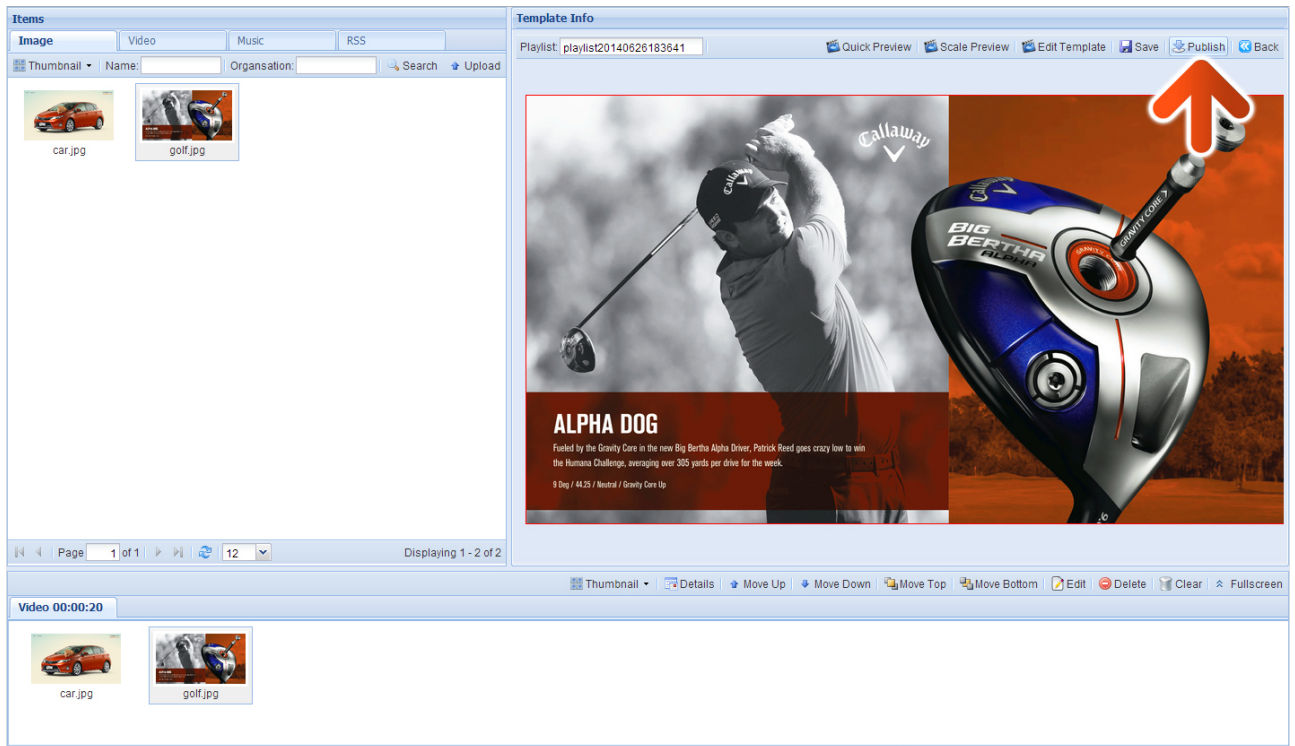 Items
Image Video Music RSS
Thumbnail Name: Organsation: Search Upload
car.jpg golf.jpg
Page 1 of 1 12 Displaying 1 - 2 of 2
Template Info
Playlist: playlist20140626183641 Quick Preview Scale Preview Edit Template Save Publish Back
Callaway
Callaway
Callaway
BIG
BERTHA
ALPHA
GRAVITY CORE
ALPHA DOG
Fueled by the Gravity Core in the new Big Bertha Alpha Driver, Patrick Reed goes crazy low to win
the Humana Challenge, averaging over 305 yards per drive for the week.
9 Deg / 44.25 / Neutral / Gravity Core Up
Thumbnail Details Move Up Move Down Move Top Move Bottom Edit Delete Clear Fullscreen
Video 00:00:20
car.jpg golf.jpg